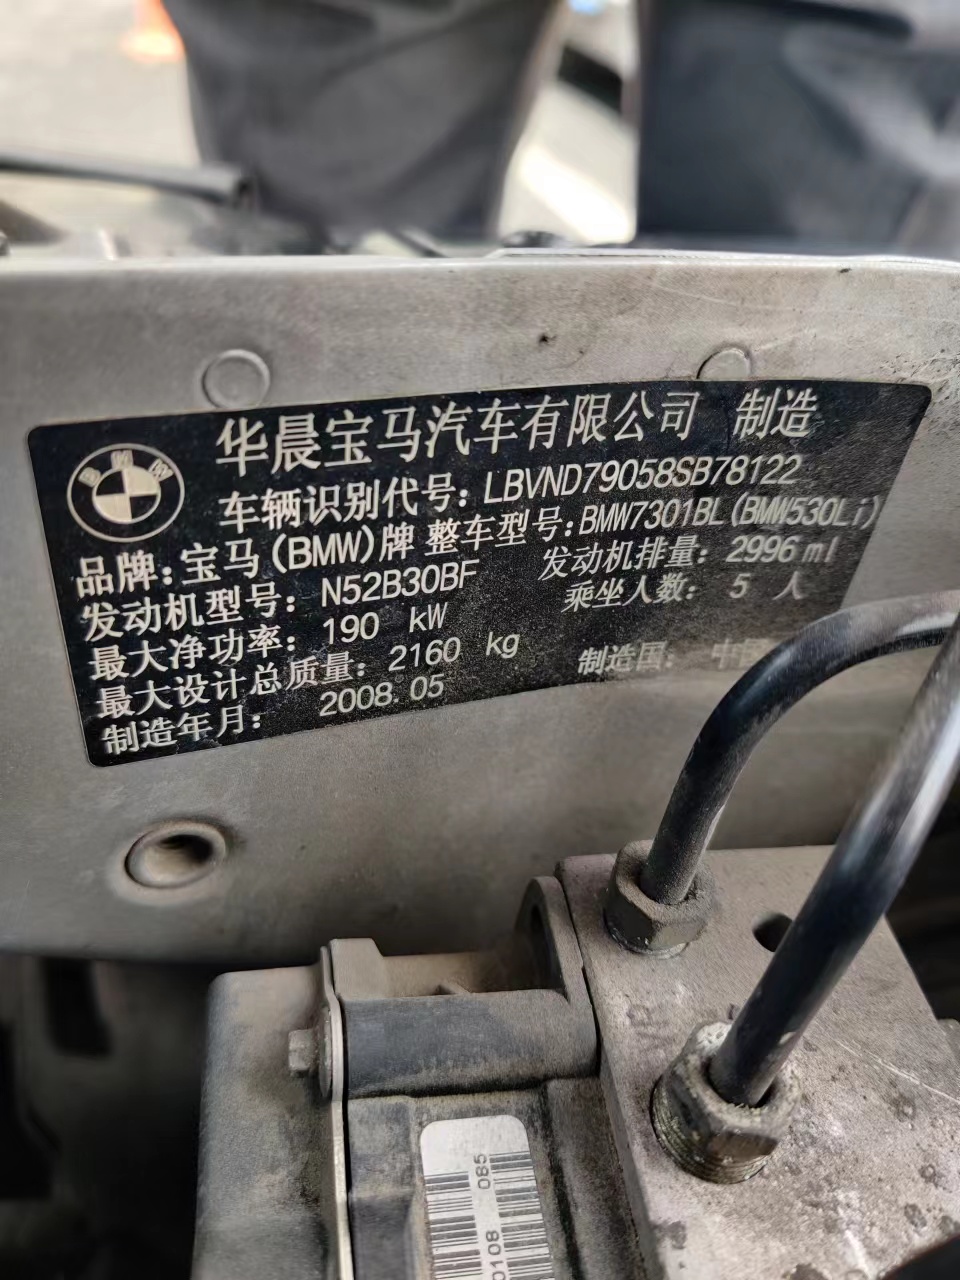 BMW
华晨宝马汽车有限公司 制造
车辆识别代号：LBVND79058SB78122
品牌：宝马(BMW)牌 整车型号：BMW7301BL(BMW530Li)
发动机型号：N52B30BF 发动机排量：2996 ml
最大净功率：190 kW 乘坐人数：5 人
最大设计总质量：2160 kg 制造国：中国
制造年月：2008.05
085
0108